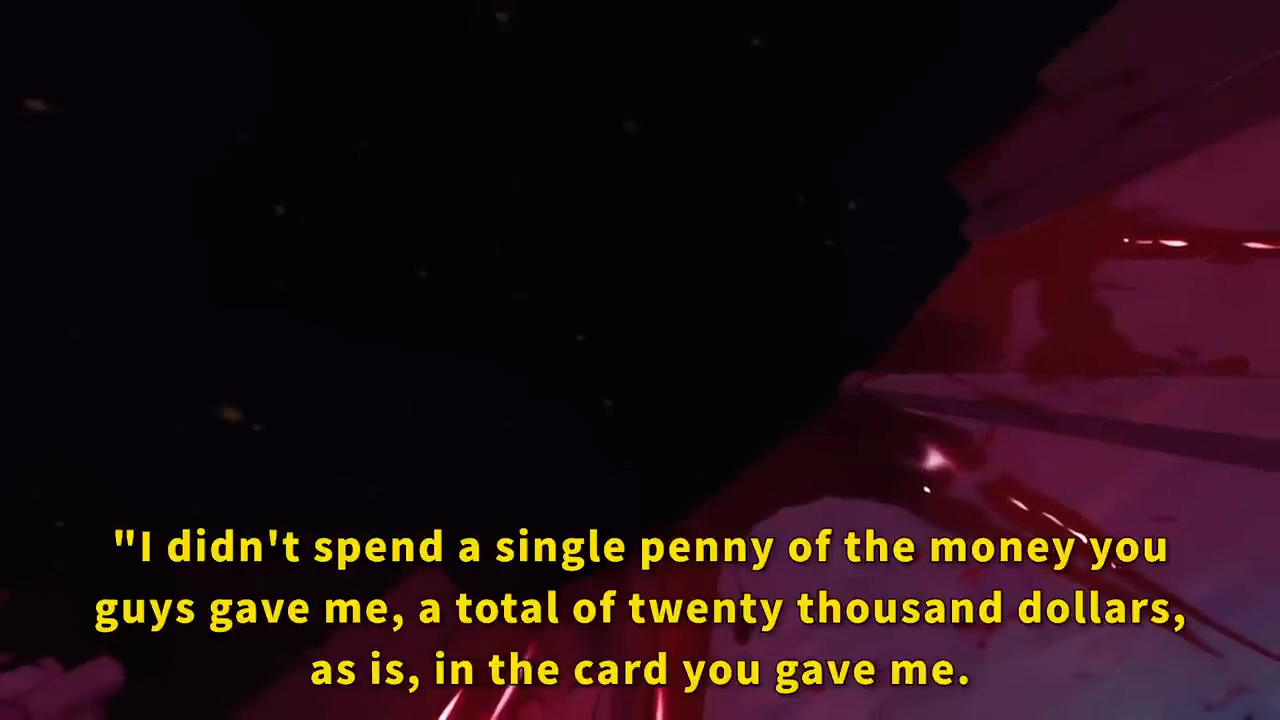 "I didn't spend a single penny of the money you
guys gave me, a total of twenty thousand dollars,
as is, in the card you gave me.